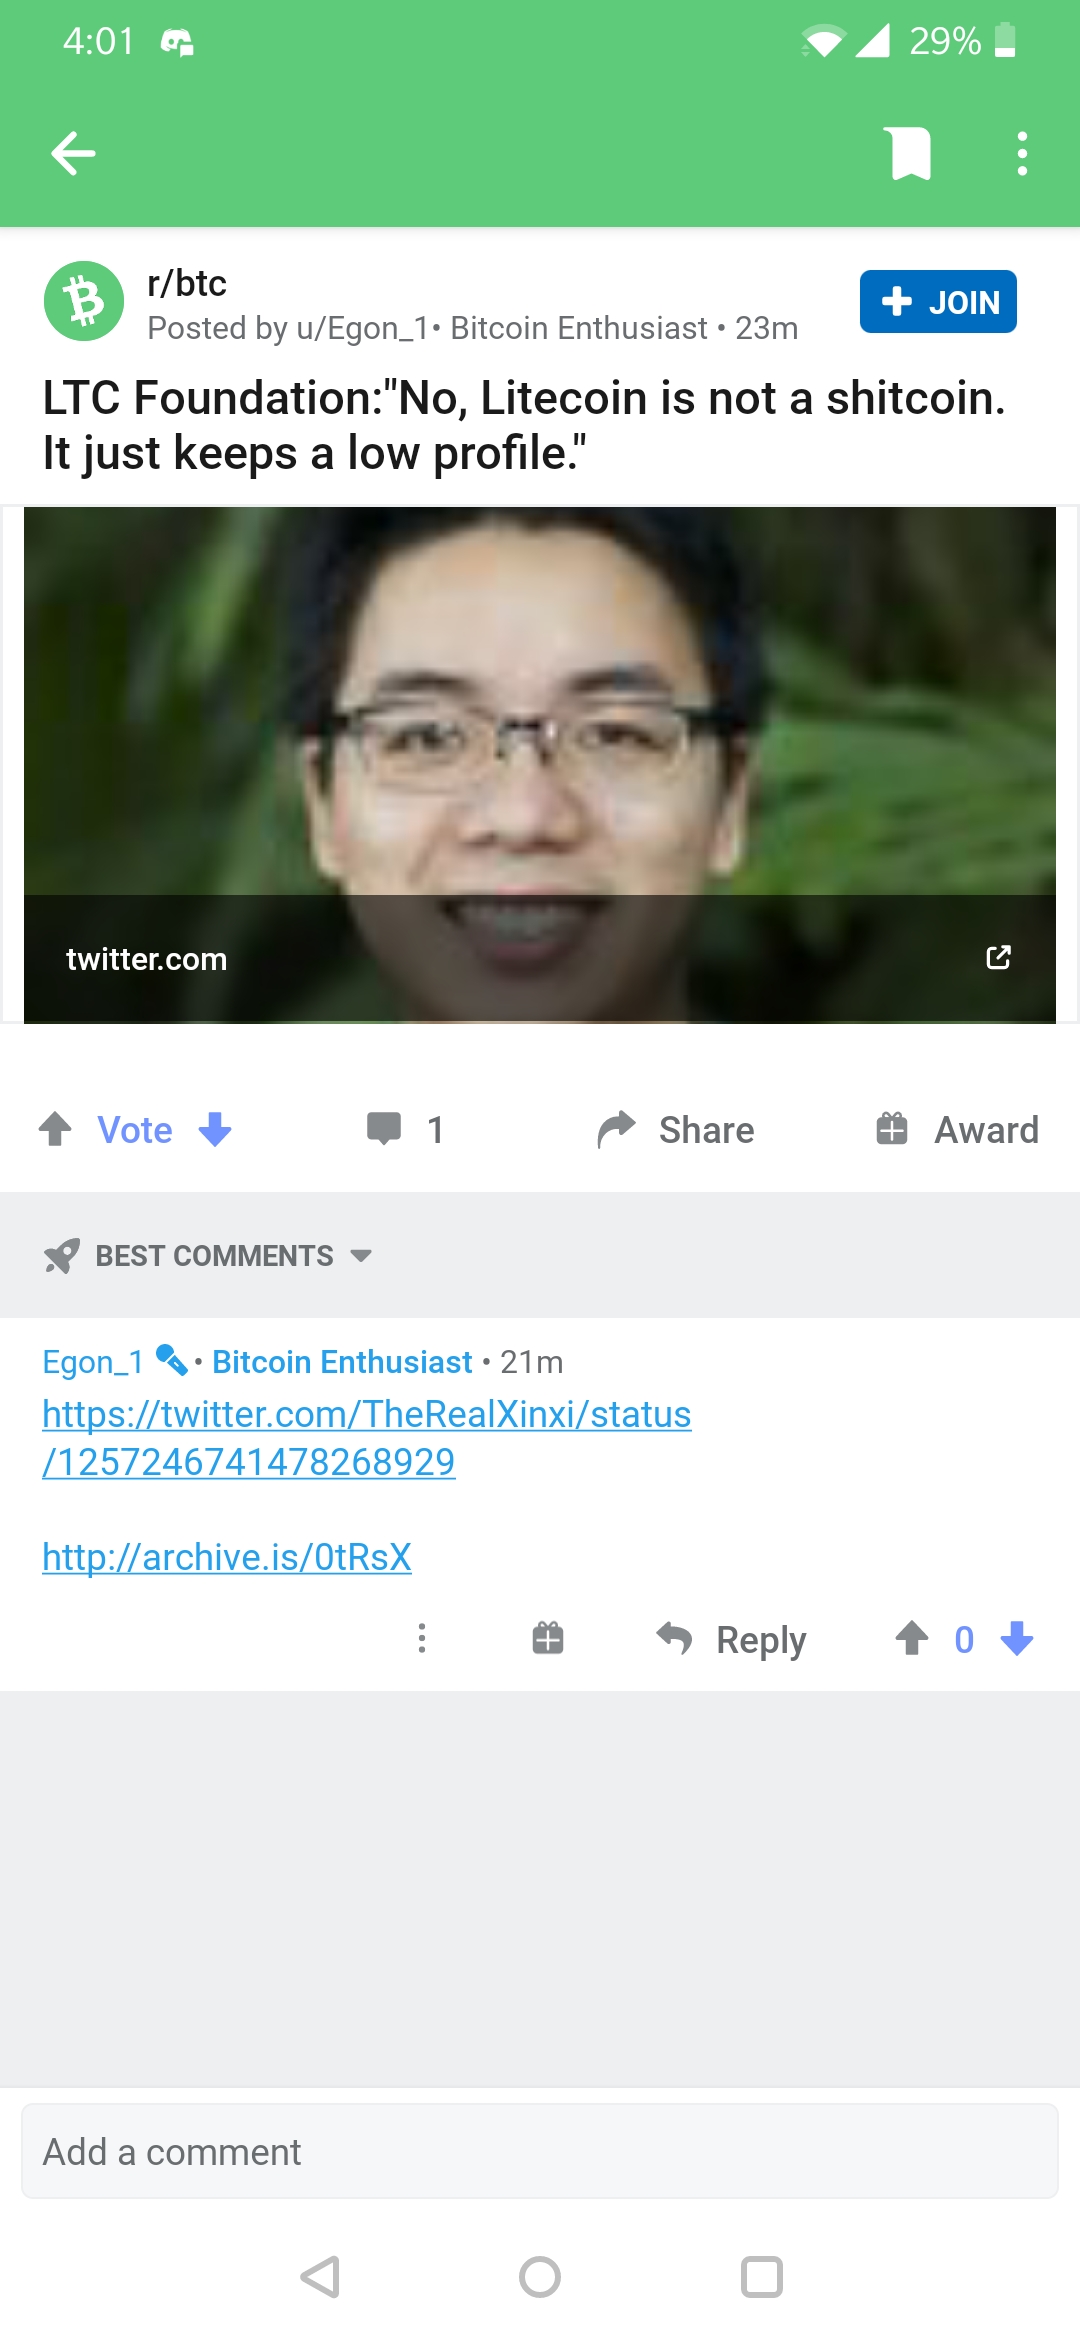 4:01
29%
r/btc
Posted by u/Egon_1• Bitcoin Enthusiast • 23m
JOIN
LTC Foundation:"No, Litecoin is not a shitcoin.
It just keeps a low profile."
twitter.com
Vote
1
Share
Award
BEST COMMENTS
Egon_1 • Bitcoin Enthusiast • 21m
https://twitter.com/TheRealXinxi/status
/1257246741478268929
http://archive.is/0tRsX
Reply
0
Add a comment